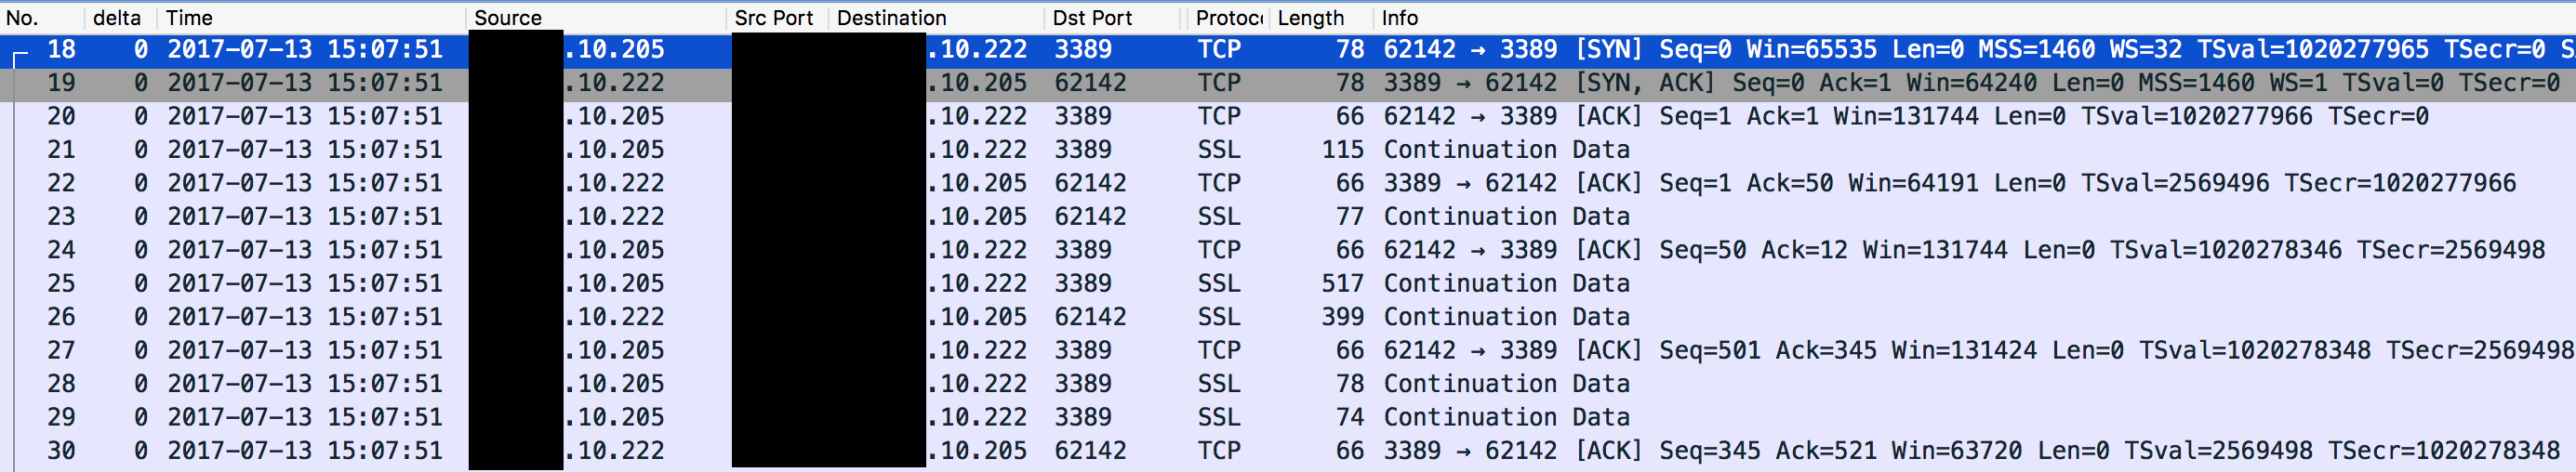 No. delta Time Source Src Port Destination Dst Port Protoc Length Info
18 0 2017-07-13 15:07:51 .10.205 .10.222 3389 TCP 78 62142 → 3389 [SYN] Seq=0 Win=65535 Len=0 MSS=1460 WS=32 TSval=1020277965 TSecr=0 S
19 0 2017-07-13 15:07:51 .10.222 .10.205 62142 TCP 78 3389 → 62142 [SYN, ACK] Seq=0 Ack=1 Win=64240 Len=0 MSS=1460 WS=1 TSval=0 TSecr=0
20 0 2017-07-13 15:07:51 .10.205 .10.222 3389 TCP 66 62142 → 3389 [ACK] Seq=1 Ack=1 Win=131744 Len=0 TSval=1020277966 TSecr=0
21 0 2017-07-13 15:07:51 .10.205 .10.222 3389 SSL 115 Continuation Data
22 0 2017-07-13 15:07:51 .10.222 .10.205 62142 TCP 66 3389 → 62142 [ACK] Seq=1 Ack=50 Win=64191 Len=0 TSval=2569496 TSecr=1020277966
23 0 2017-07-13 15:07:51 .10.222 .10.205 62142 SSL 77 Continuation Data
24 0 2017-07-13 15:07:51 .10.205 .10.222 3389 TCP 66 62142 → 3389 [ACK] Seq=50 Ack=12 Win=131744 Len=0 TSval=1020278346 TSecr=2569498
25 0 2017-07-13 15:07:51 .10.205 .10.222 3389 SSL 517 Continuation Data
26 0 2017-07-13 15:07:51 .10.222 .10.205 62142 SSL 399 Continuation Data
27 0 2017-07-13 15:07:51 .10.205 .10.222 3389 TCP 66 62142 → 3389 [ACK] Seq=501 Ack=345 Win=131424 Len=0 TSval=1020278348 TSecr=2569498
28 0 2017-07-13 15:07:51 .10.205 .10.222 3389 SSL 78 Continuation Data
29 0 2017-07-13 15:07:51 .10.205 .10.222 3389 SSL 74 Continuation Data
30 0 2017-07-13 15:07:51 .10.222 .10.205 62142 TCP 66 3389 → 62142 [ACK] Seq=345 Ack=521 Win=63720 Len=0 TSval=2569498 TSecr=1020278348